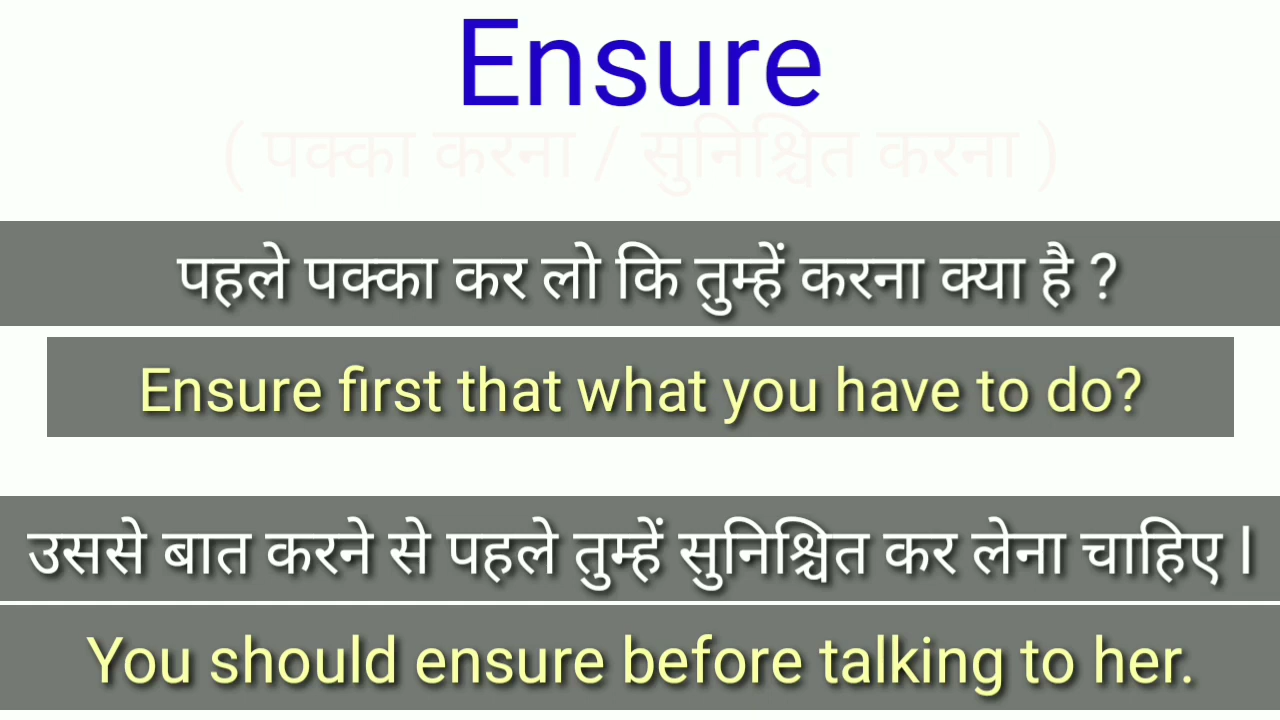 Ensure
( पक्का करना / सुनिश्चित करना )
पहले पक्का कर लो कि तुम्हें करना क्या है ?
Ensure first that what you have to do?
उससे बात करने से पहले तुम्हें सुनिश्चित कर लेना चाहिए l
You should ensure before talking to her.